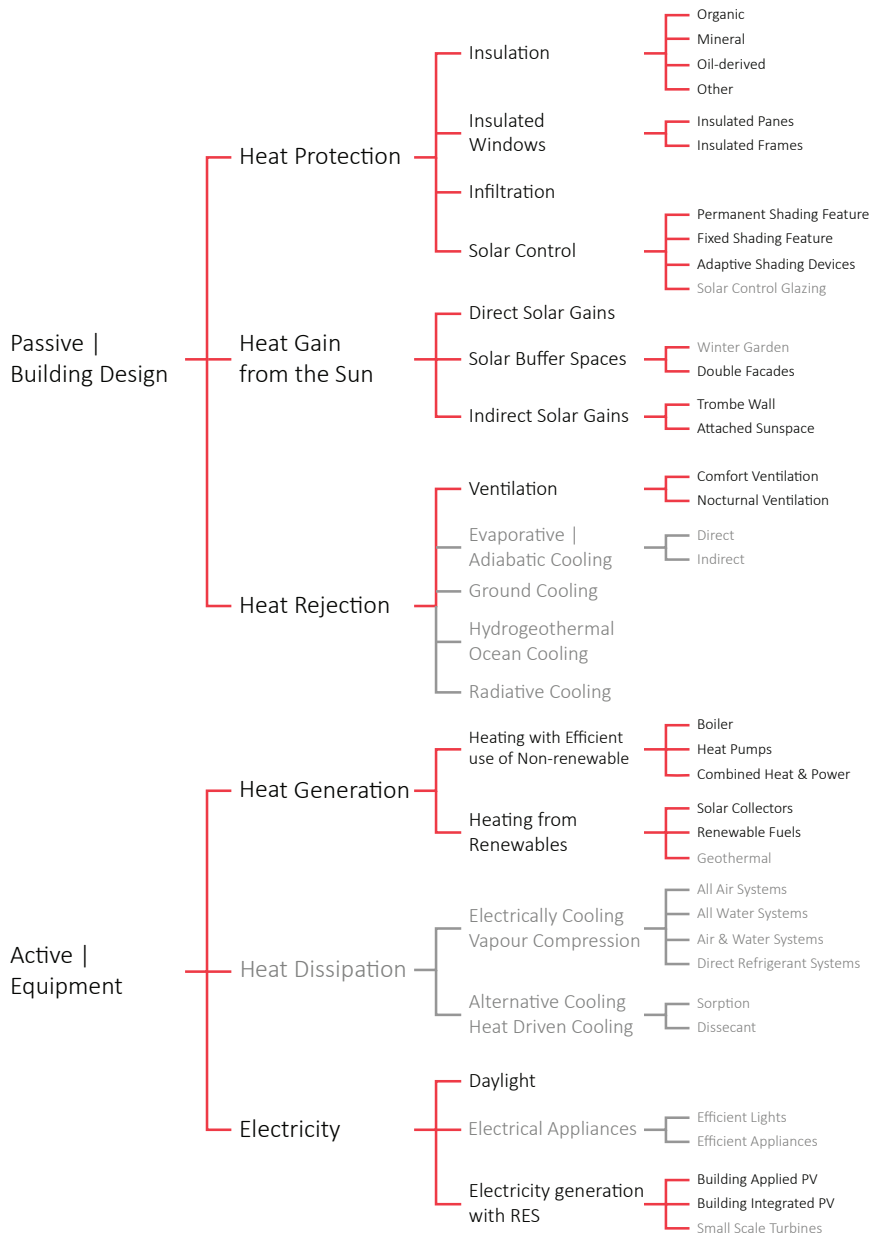 Passive |
Building Design
Heat Protection
Insulation
Organic
Mineral
Oil-derived
Other
Insulated
Windows
Insulated Panes
Insulated Frames
Infiltration
Solar Control
Permanent Shading Feature
Fixed Shading Feature
Adaptive Shading Devices
Solar Control Glazing
Heat Gain
from the Sun
Direct Solar Gains
Solar Buffer Spaces
Winter Garden
Double Facades
Indirect Solar Gains
Trombe Wall
Attached Sunspace
Heat Rejection
Ventilation
Comfort Ventilation
Nocturnal Ventilation
Evaporative |
Adiabatic Cooling
Direct
Indirect
Ground Cooling
Hydrogeothermal
Ocean Cooling
Radiative Cooling
Active |
Equipment
Heat Generation
Heating with Efficient
use of Non-renewable
Boiler
Heat Pumps
Combined Heat & Power
Heating from
Renewables
Solar Collectors
Renewable Fuels
Geothermal
Heat Dissipation
Electrically Cooling
Vapour Compression
All Air Systems
All Water Systems
Air & Water Systems
Direct Refrigerant Systems
Alternative Cooling
Heat Driven Cooling
Sorption
Dissecant
Electricity
Daylight
Electrical Appliances
Efficient Lights
Efficient Appliances
Electricity generation
with RES
Building Applied PV
Building Integrated PV
Small Scale Turbines